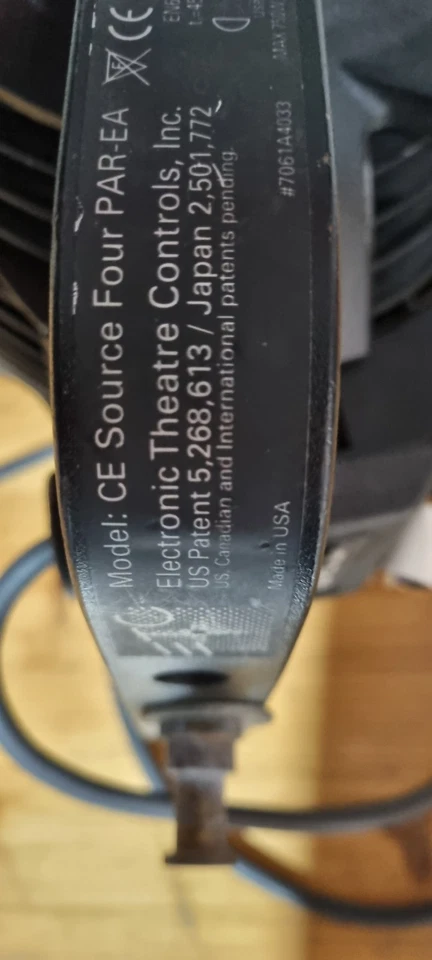 Model: CE Source Four PAR-EA CE
Electronic Theatre Controls, Inc.
US Patent 5,268,613 / Japan 2,501,772
US, Canadian and International patents pending.
Made in USA
#7061A4033